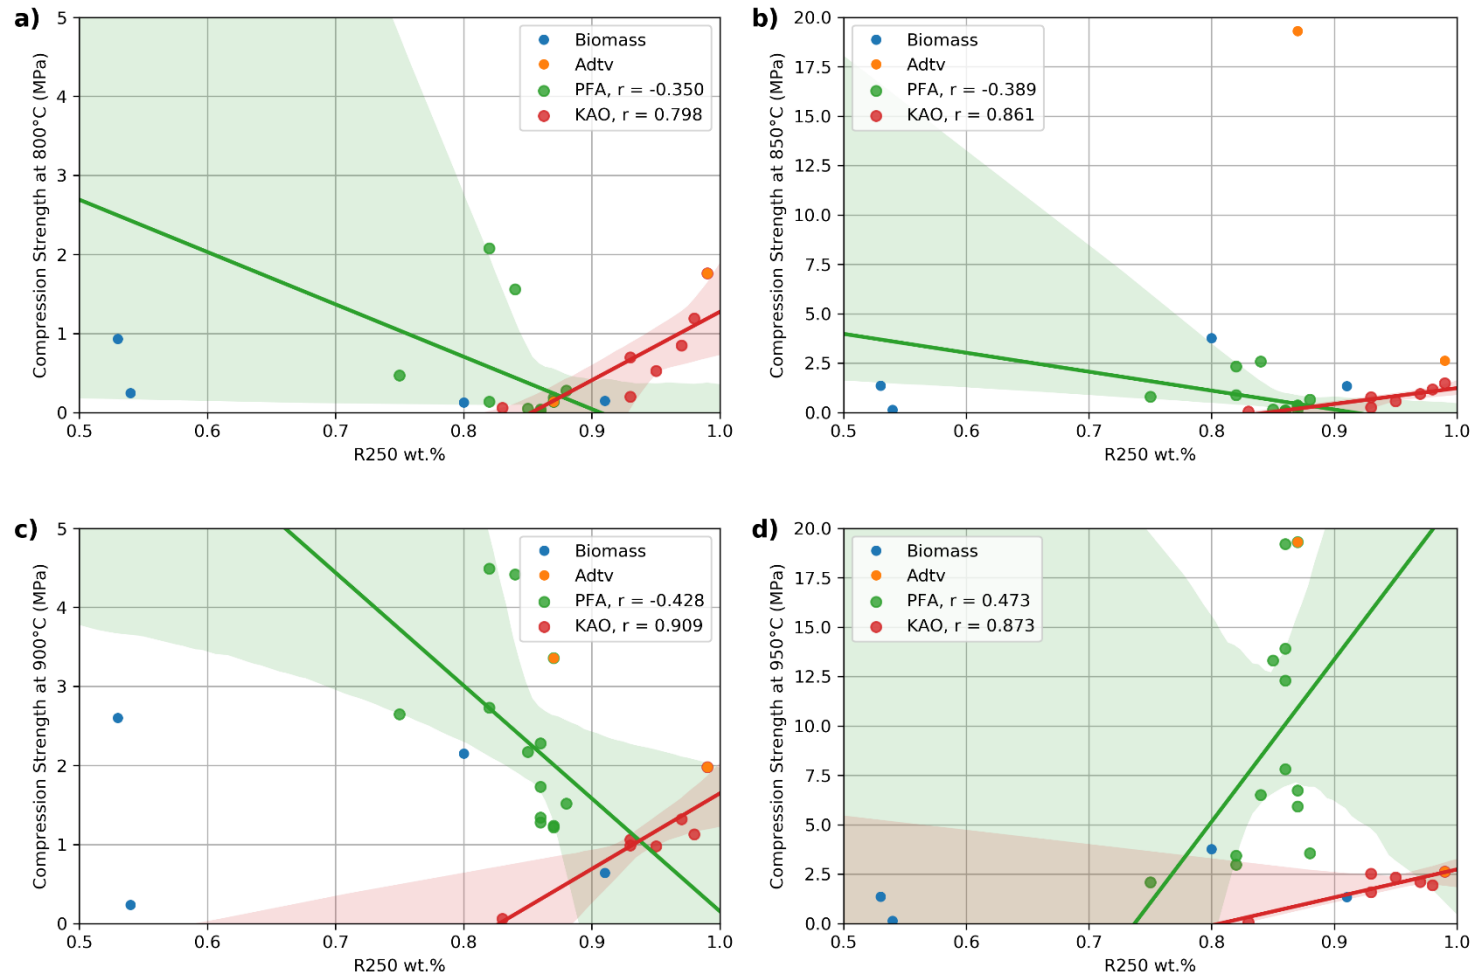 a)
Compression Strength at 800°C (MPa)
5
4
3
2
1
0
0.5 0.6 0.7 0.8 0.9 1.0
R250 wt.%
Biomass
Adtv
PFA, r = -0.350
KAO, r = 0.798
b)
Compression Strength at 850°C (MPa)
20.0
17.5
15.0
12.5
10.0
7.5
5.0
2.5
0.0
0.5 0.6 0.7 0.8 0.9 1.0
R250 wt.%
Biomass
Adtv
PFA, r = -0.389
KAO, r = 0.861
c)
Compression Strength at 900°C (MPa)
5
4
3
2
1
0
0.5 0.6 0.7 0.8 0.9 1.0
R250 wt.%
Biomass
Adtv
PFA, r = -0.428
KAO, r = 0.909
d)
Compression Strength at 950°C (MPa)
20.0
17.5
15.0
12.5
10.0
7.5
5.0
2.5
0.0
0.5 0.6 0.7 0.8 0.9 1.0
R250 wt.%
Biomass
Adtv
PFA, r = 0.473
KAO, r = 0.873